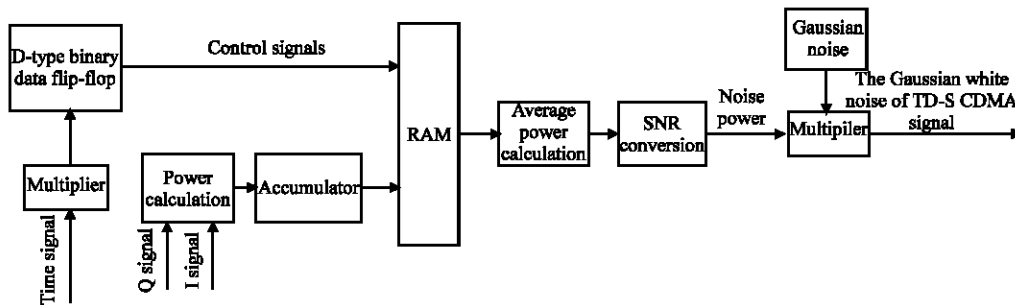 D-type binary
data flip-flop
Control signals
Multiplier
Time signal
Power
calculation
Q signal
I signal
Accumulator
RAM
Average
power
calculation
SNR
conversion
Noise
power
Gaussian
noise
Multipiler
The Gaussian white
noise of TD-S CDMA
signal